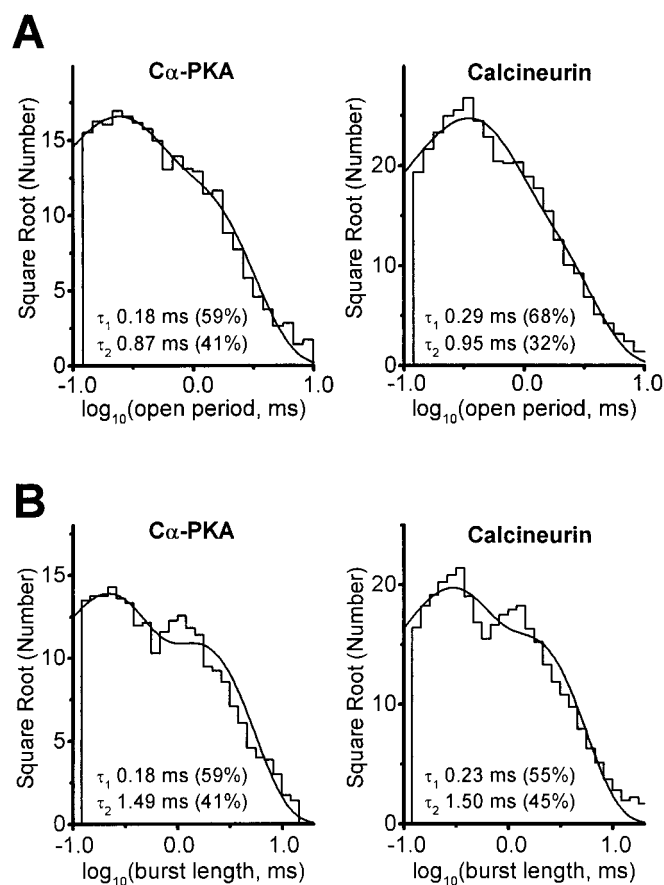 A
Cα-PKA
Calcineurin
Square Root (Number)
15
10
5
0
τ₁ 0.18 ms (59%)
τ₂ 0.87 ms (41%)
-1.0 0.0 1.0
log₁₀(open period, ms)
Square Root (Number)
20
10
0
τ₁ 0.29 ms (68%)
τ₂ 0.95 ms (32%)
-1.0 0.0 1.0
log₁₀(open period, ms)
B
Cα-PKA
Calcineurin
Square Root (Number)
15
10
5
0
τ₁ 0.18 ms (59%)
τ₂ 1.49 ms (41%)
-1.0 0.0 1.0
log₁₀(burst length, ms)
Square Root (Number)
20
10
0
τ₁ 0.23 ms (55%)
τ₂ 1.50 ms (45%)
-1.0 0.0 1.0
log₁₀(burst length, ms)